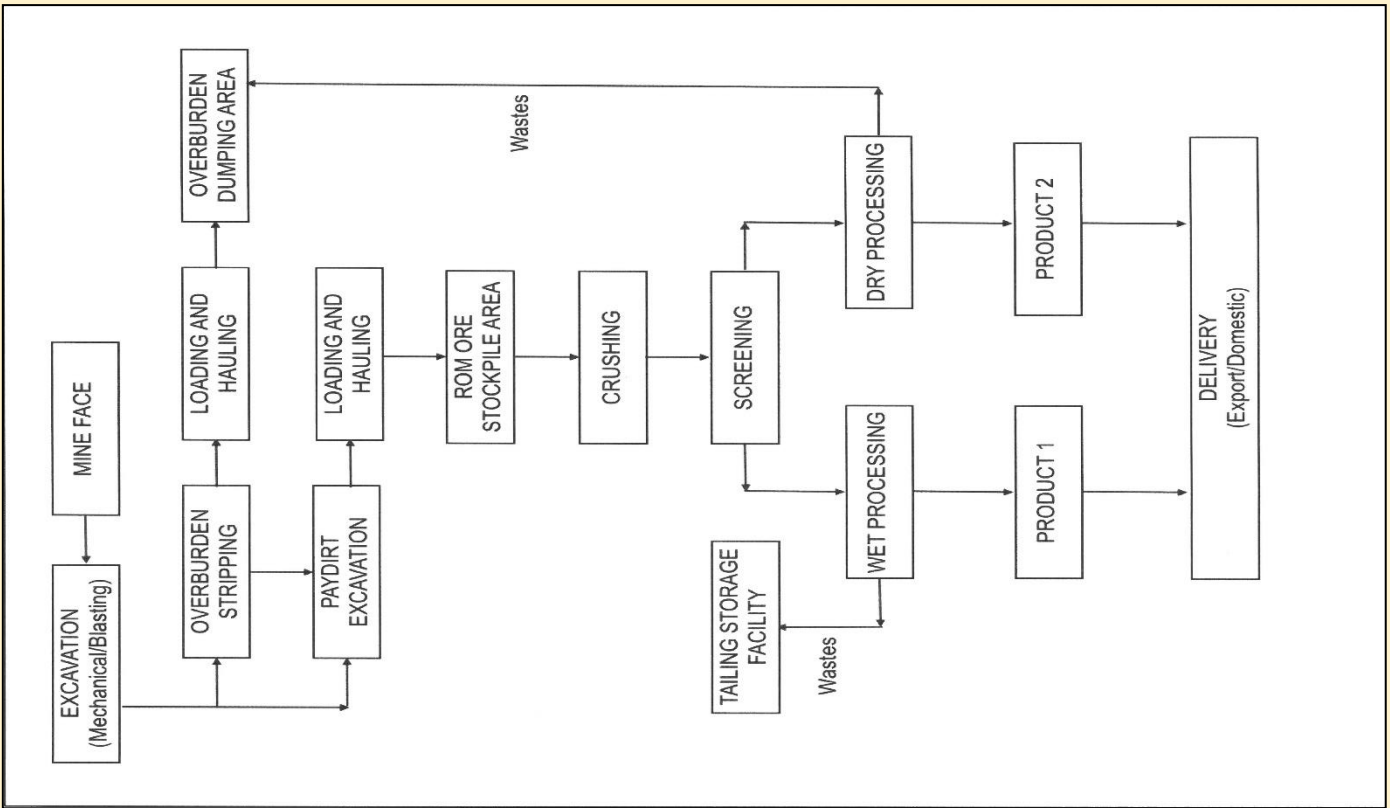 MINE FACE
EXCAVATION
(Mechanical/Blasting)
OVERBURDEN
STRIPPING
LOADING AND
HAULING
OVERBURDEN
DUMPING AREA
PAYDIRT
EXCAVATION
LOADING AND
HAULING
ROM ORE
STOCKPILE AREA
CRUSHING
SCREENING
Wastes
TAILING STORAGE
FACILITY
Wastes
WET PROCESSING
DRY PROCESSING
PRODUCT 1
PRODUCT 2
DELIVERY
(Export/Domestic)